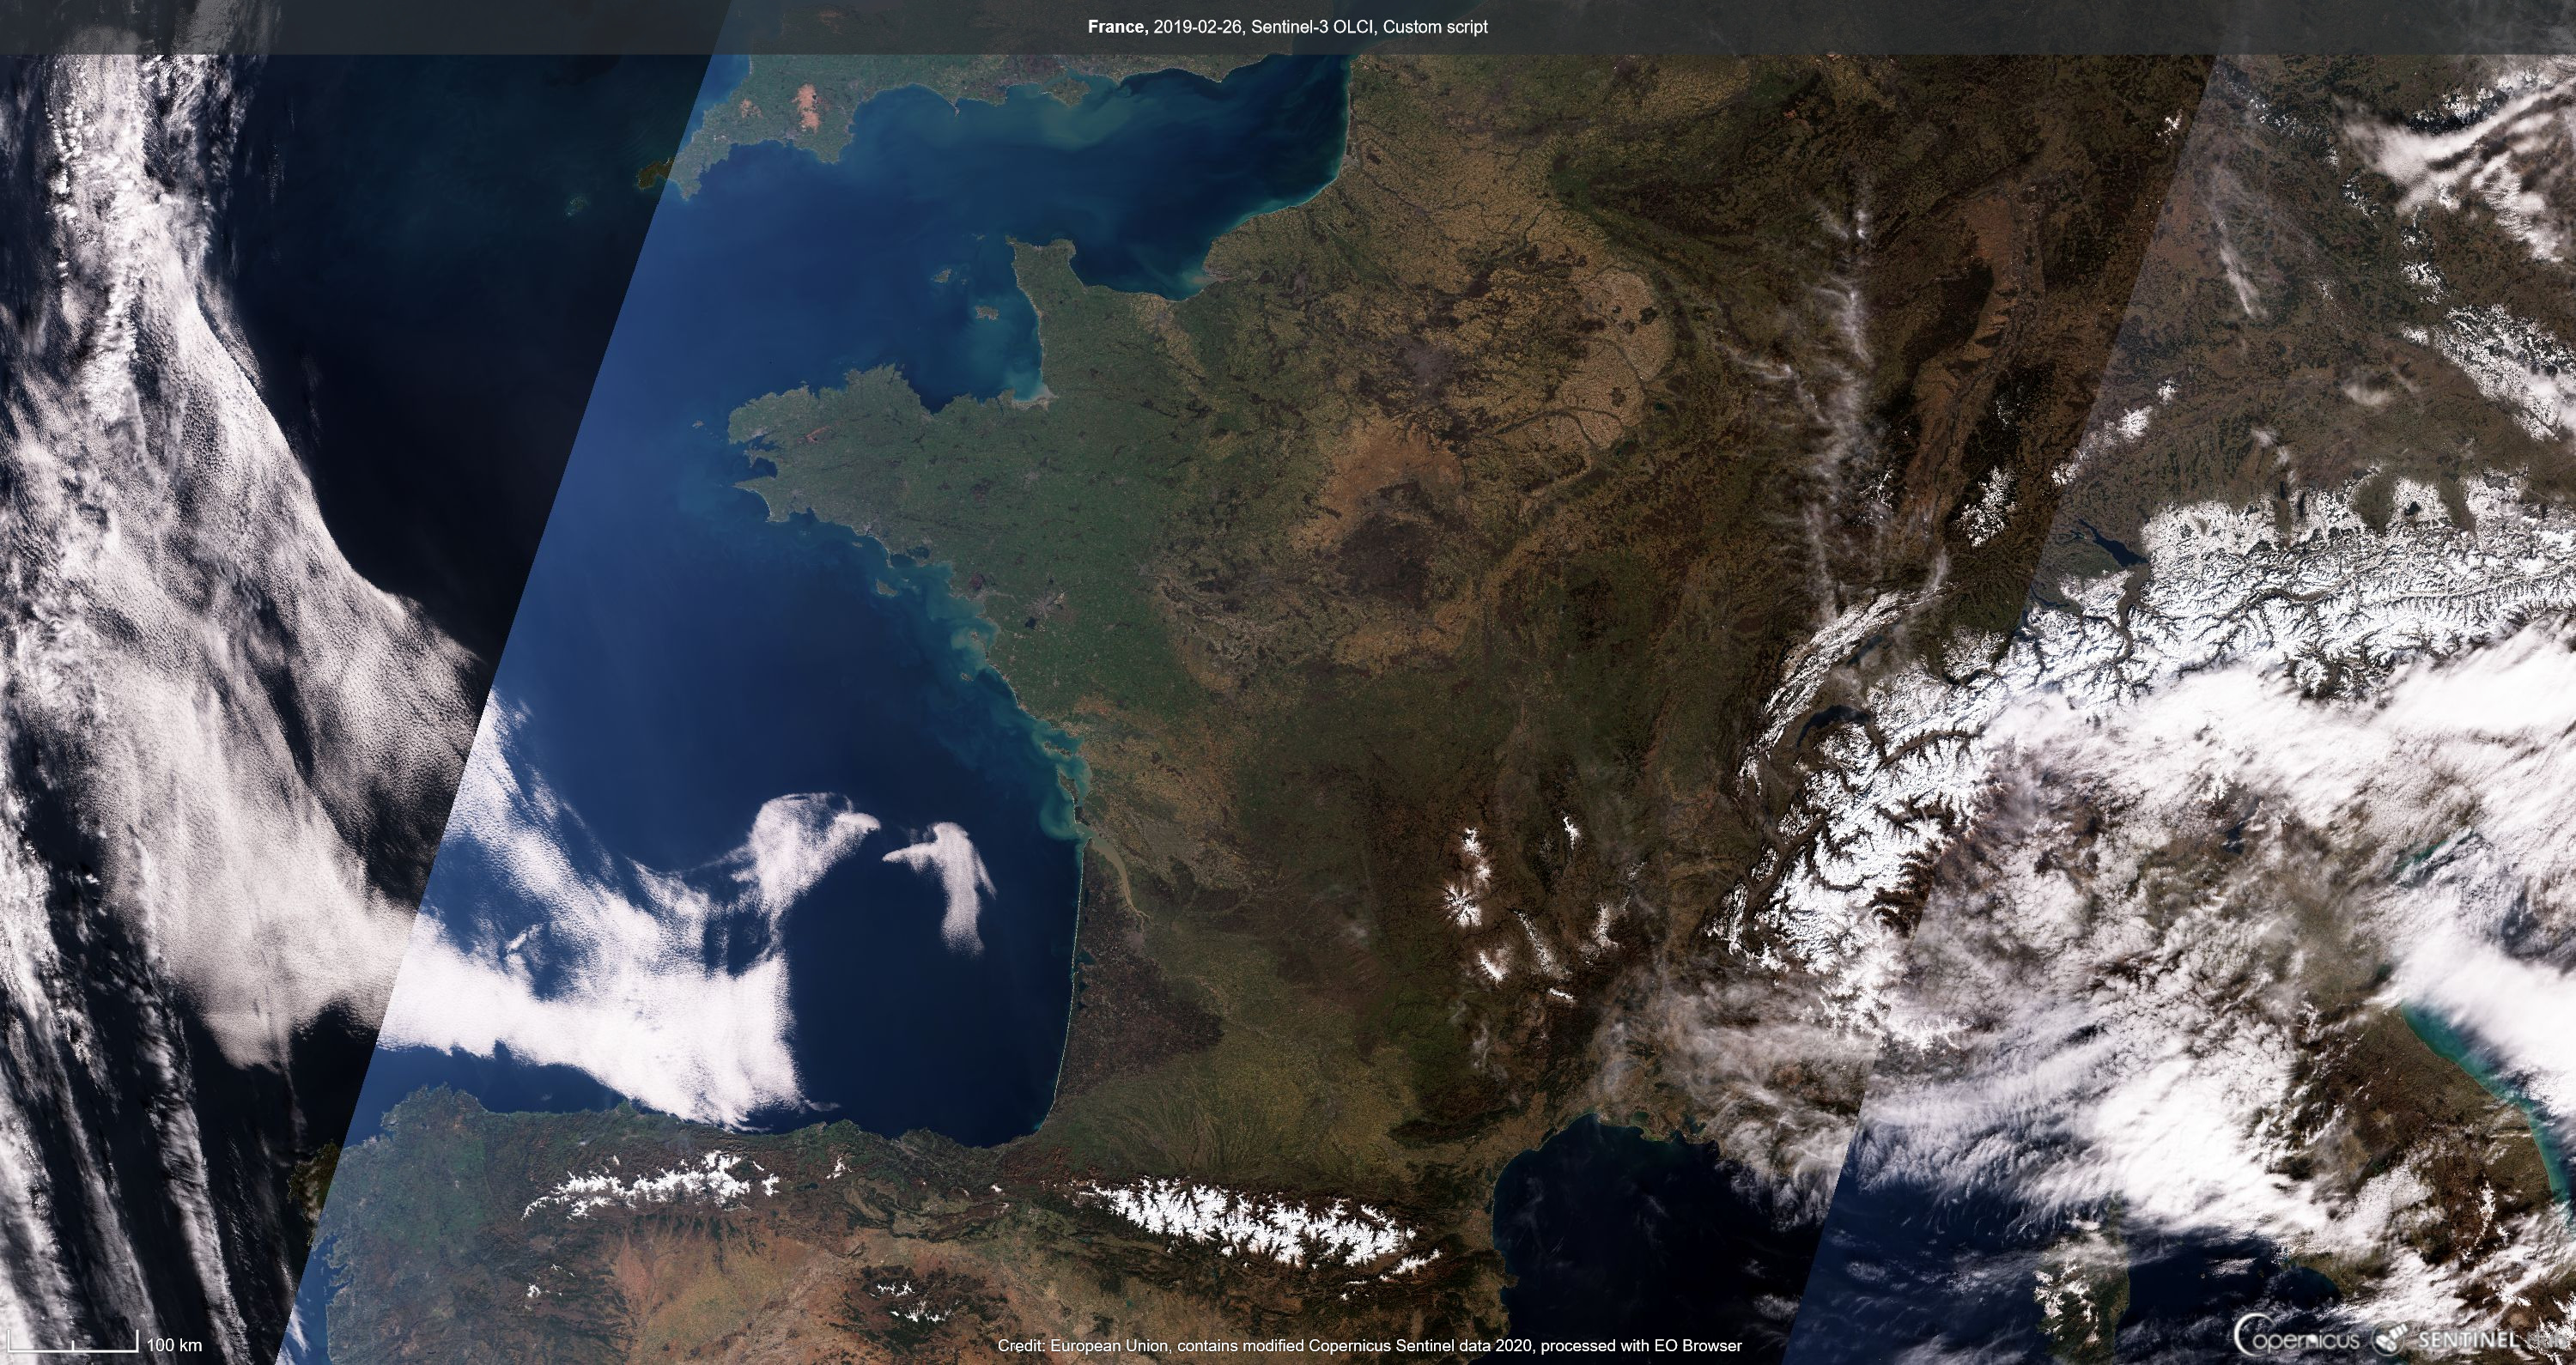 France, 2019-02-26, Sentinel-3 OLCI, Custom script
100 km
Credit: European Union, contains modified Copernicus Sentinel data 2020, processed with EO Browser
opernicus
SENTINEL